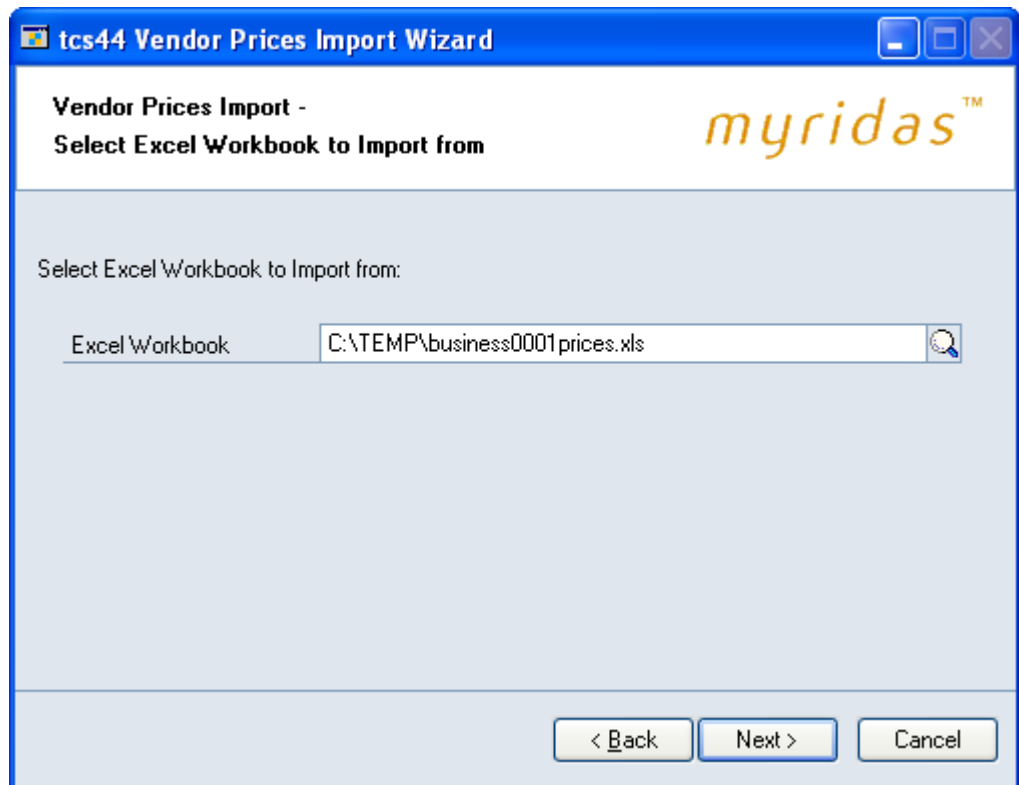 tcs44 Vendor Prices Import Wizard
Vendor Prices Import -
Select Excel Workbook to Import from
myridas™
Select Excel Workbook to Import from:
Excel Workbook C:\TEMP\business0001prices.xls
< Back Next > Cancel